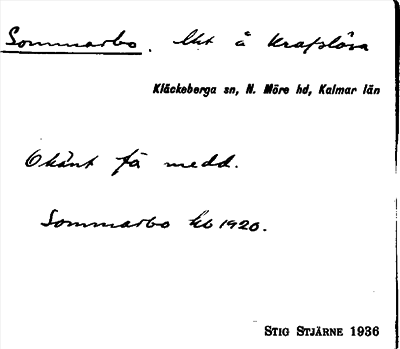 Sommarbo. lht å Krafslösa
Kläckeberga sn, N. Möre hd, Kalmar län
Okänt få medd.
Sommarbo kb 1920.
STIG STJÄRNE 1936